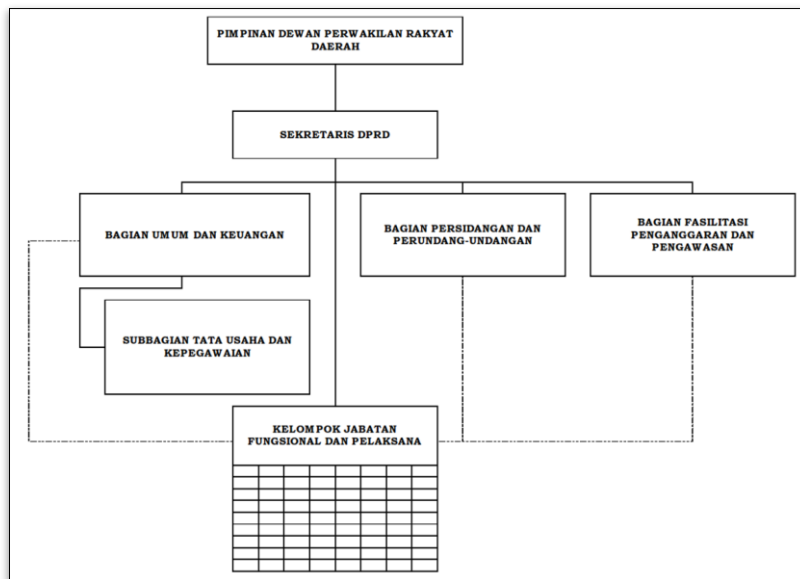 PIMPINAN DEWAN PERWAKILAN RAKYAT
DAERAH
SEKRETARIS DPRD
BAGIAN UMUM DAN KEUANGAN
BAGIAN PERSIDANGAN DAN
PERUNDANG-UNDANGAN
BAGIAN FASILITASI
PENGANGGARAN DAN
PENGAWASAN
SUBBAGIAN TATA USAHA DAN
KEPEGAWAIAN
KELOMPOK JABATAN
FUNGSIONAL DAN PELAKSANA